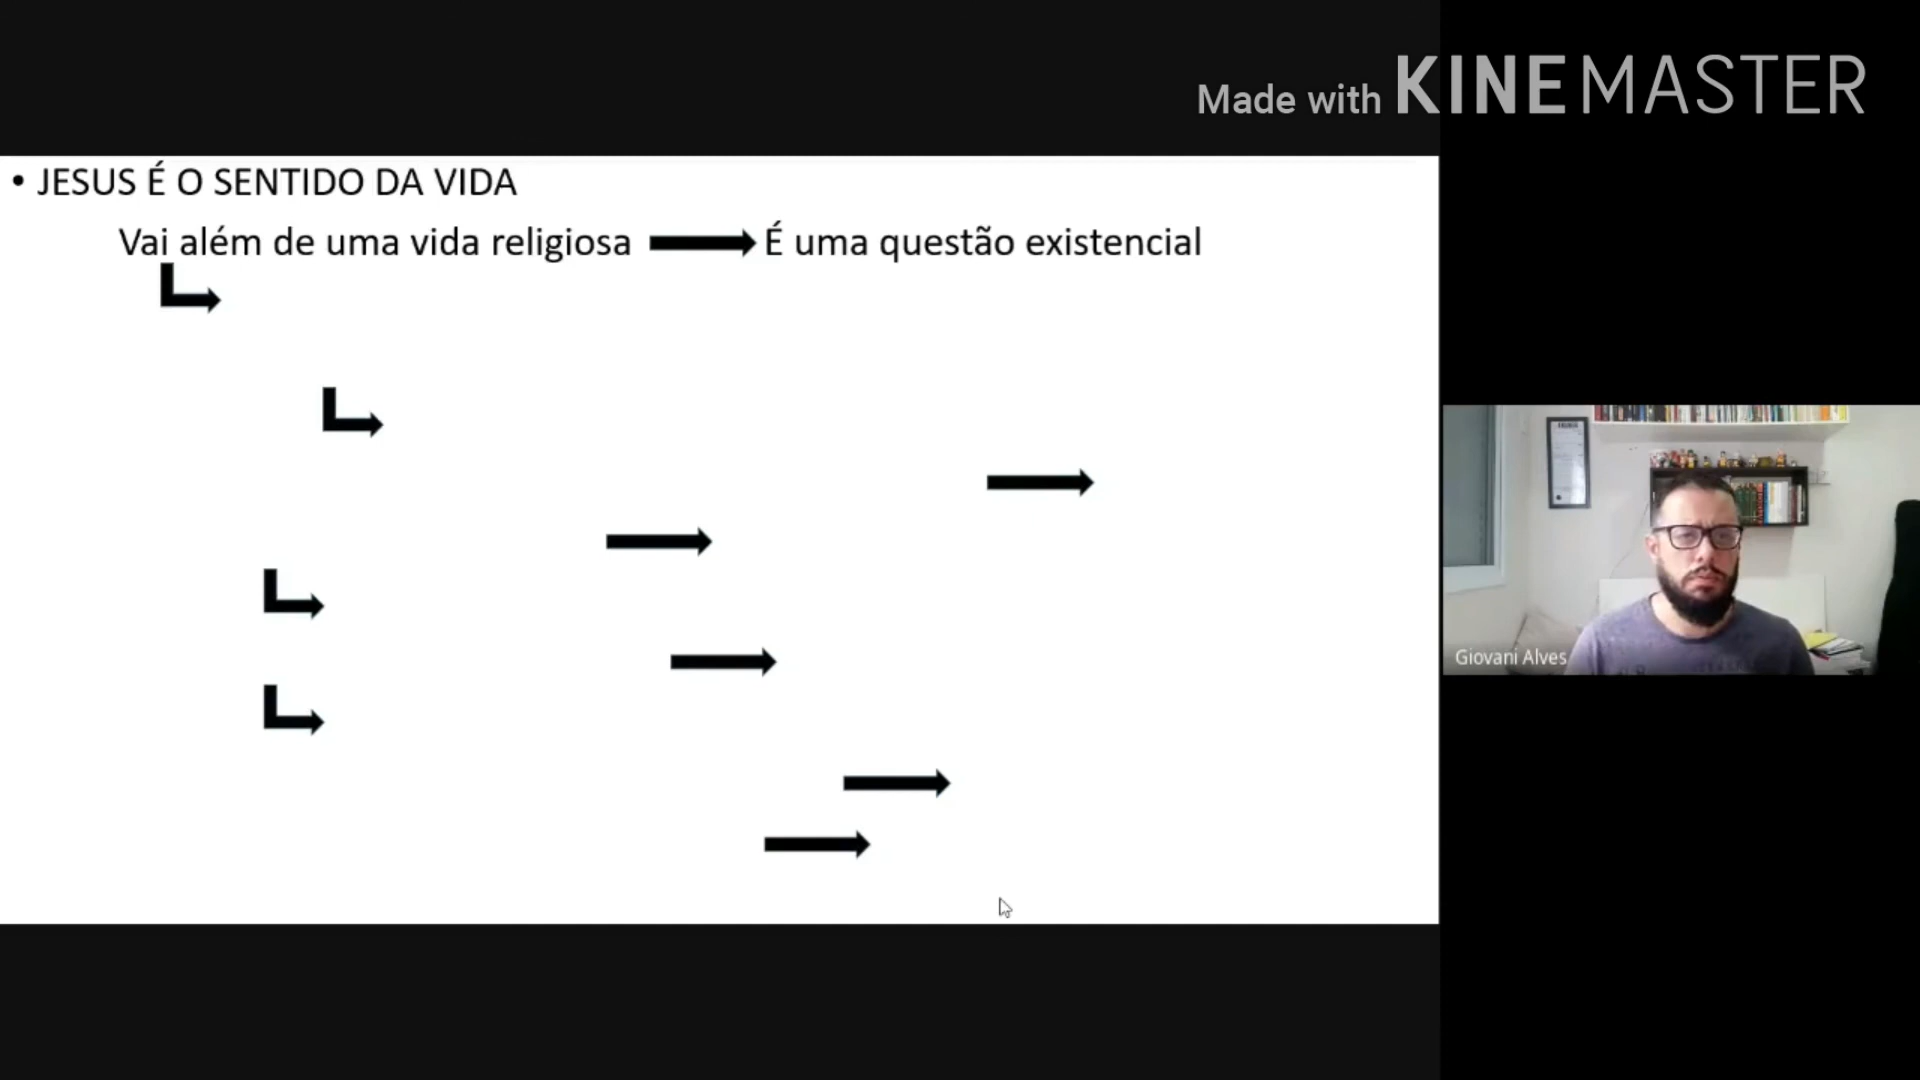 Made with KINEMASTER
• JESUS É O SENTIDO DA VIDA
Vai além de uma vida religiosa É uma questão existencial
Giovani Alves